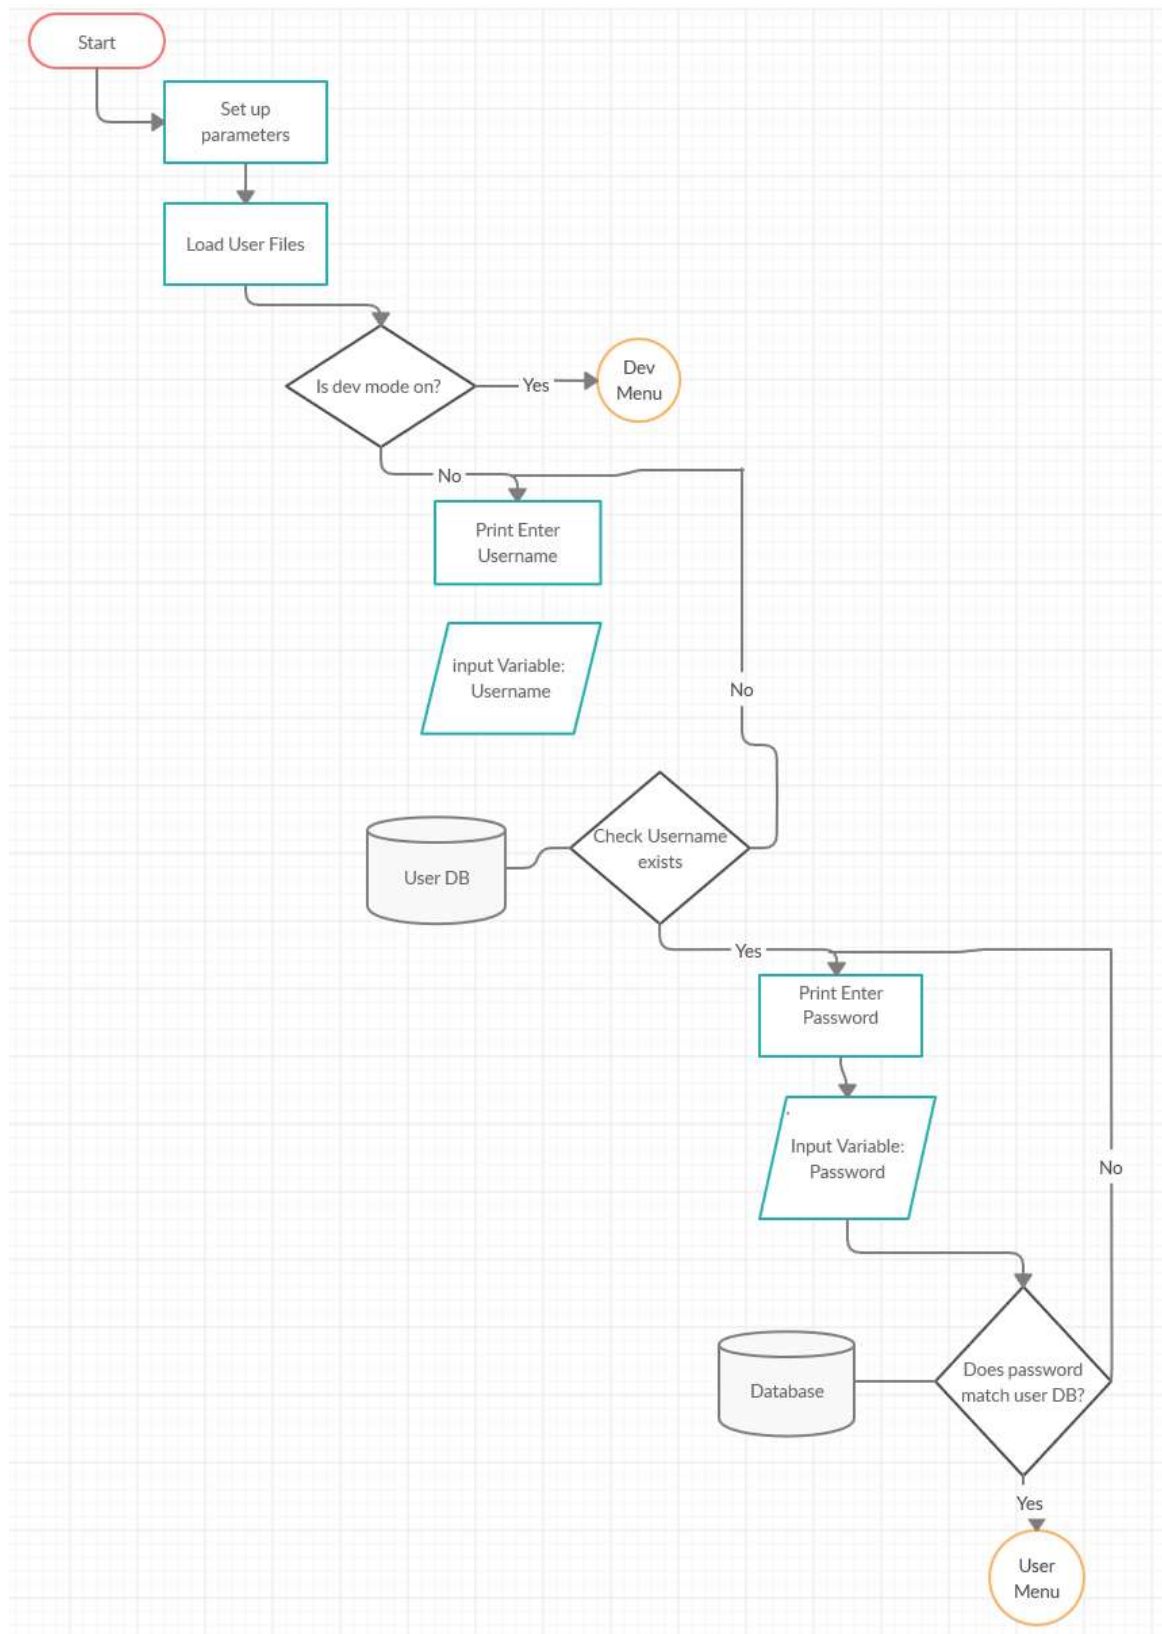 Start
Set up
parameters
Load User Files
Is dev mode on?
Yes
Dev
Menu
No
Print Enter
Username
input Variable:
Username
No
Check Username
exists
User DB
Yes
Print Enter
Password
Input Variable:
Password
No
Does password
match user DB?
Database
Yes
User
Menu